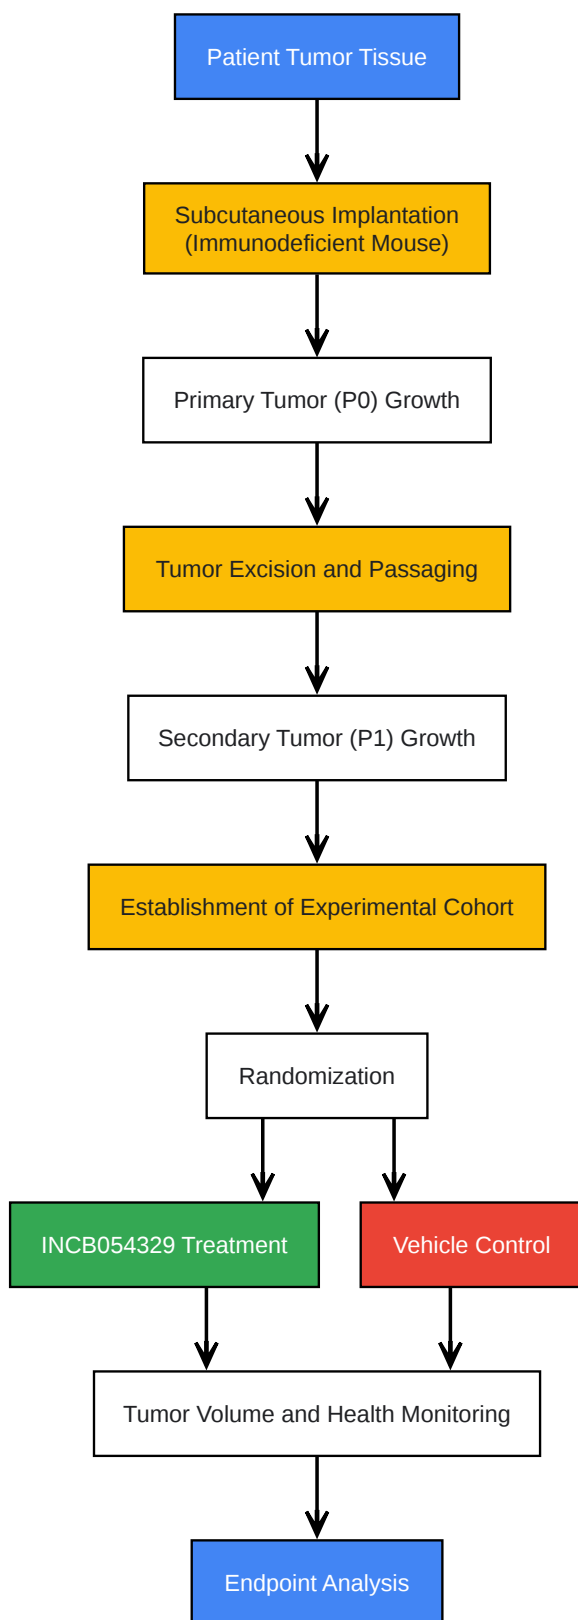 Patient Tumor Tissue
Subcutaneous Implantation
(Immunodeficient Mouse)
Primary Tumor (P0) Growth
Tumor Excision and Passaging
Secondary Tumor (P1) Growth
Establishment of Experimental Cohort
Randomization
INCB054329 Treatment
Vehicle Control
Tumor Volume and Health Monitoring
Endpoint Analysis